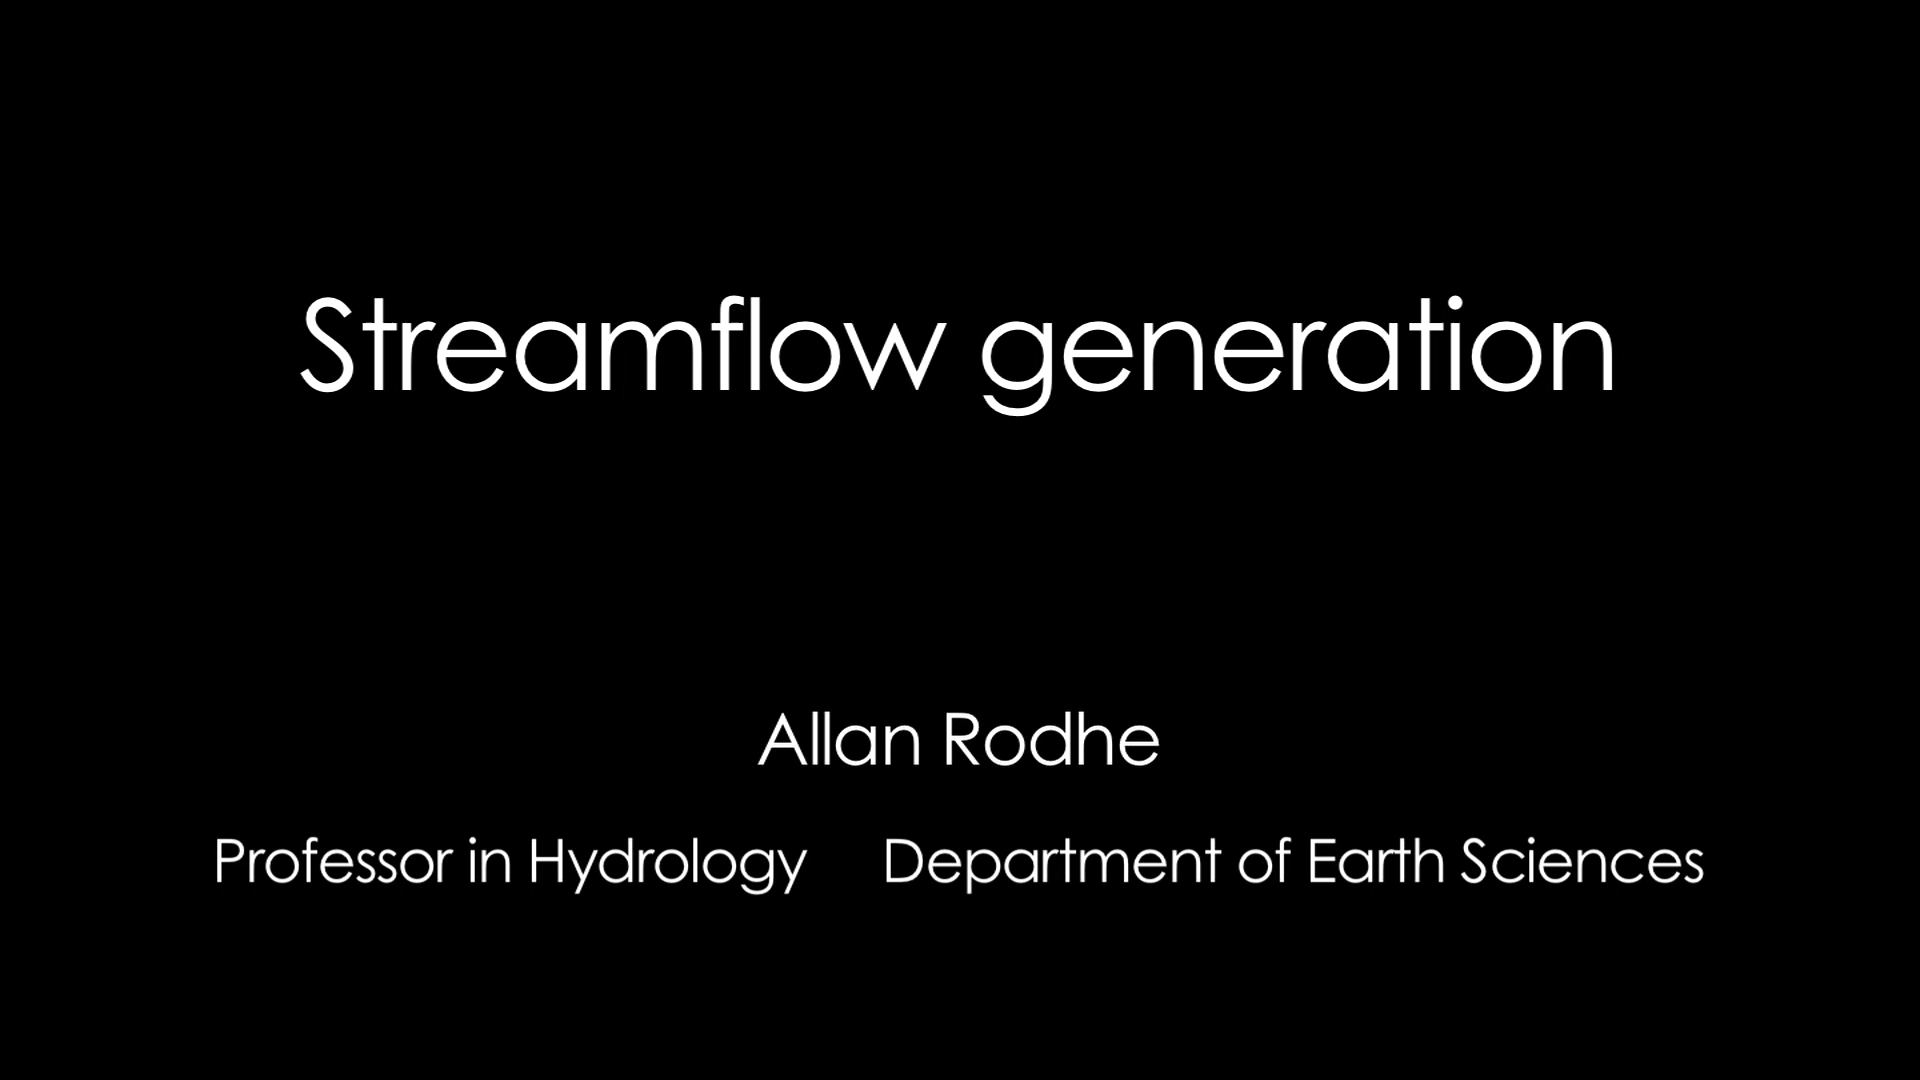 Streamflow generation
Allan Rodhe
Professor in Hydrology Department of Earth Sciences